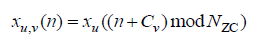 x_{u,v}(n) = x_u((n + C_v) mod N_{ZC})